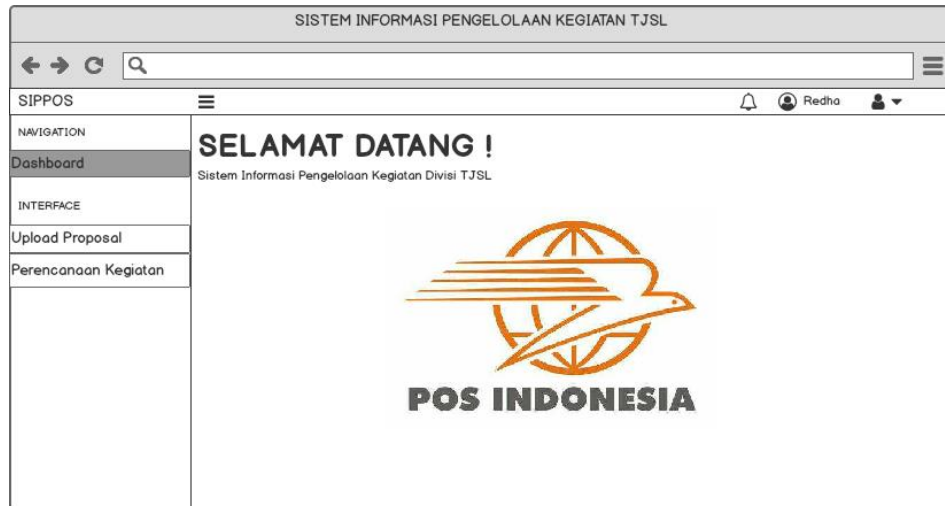 SISTEM INFORMASI PENGELOLAAN KEGIATAN TJSL
SIPPOS
Redha
NAVIGATION
Dashboard
INTERFACE
Upload Proposal
Perencanaan Kegiatan
SELAMAT DATANG !
Sistem Informasi Pengelolaan Kegiatan Divisi TJSL
POS INDONESIA